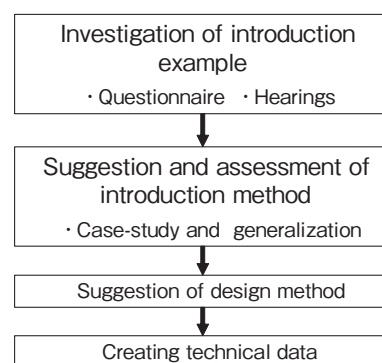 Investigation of introduction
example
・Questionnaire ・Hearings
Suggestion and assessment of
introduction method
・Case-study and generalization
Suggestion of design method
Creating technical data